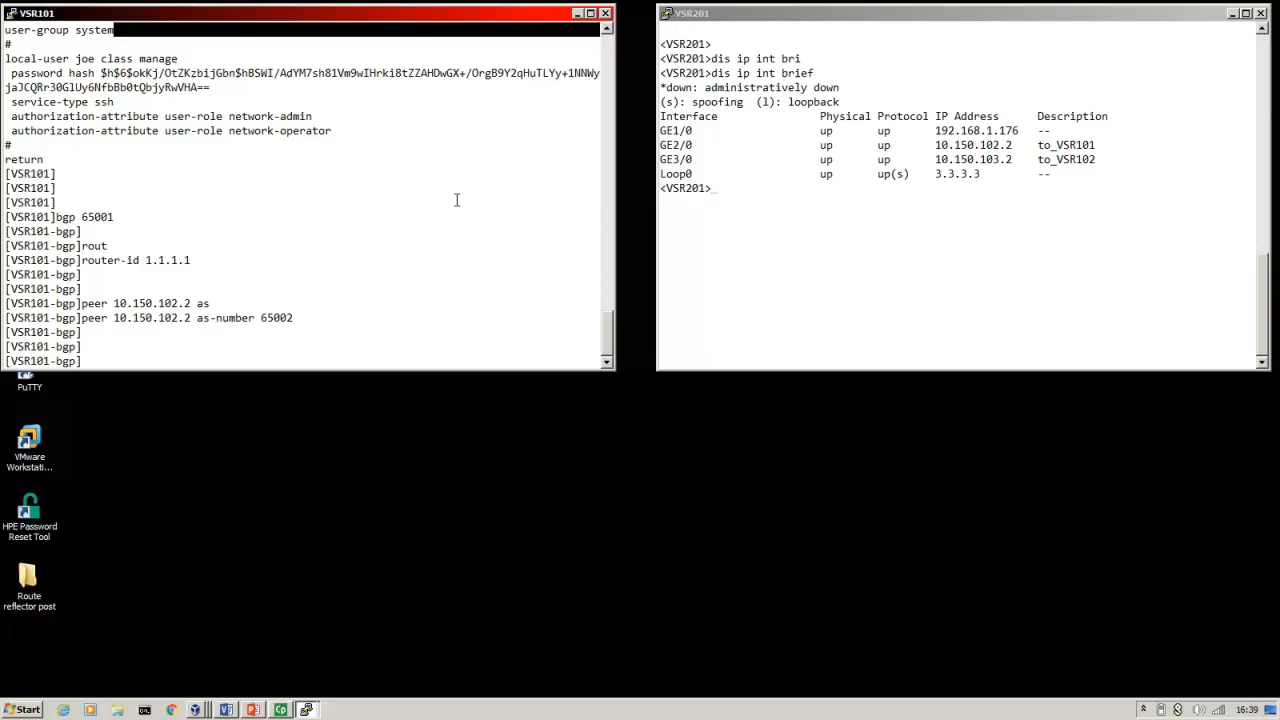 VSR101
user-group system
#
local-user joe class manage
password hash $h$6$okKj/OtZKzbijGbn$hBSWI/AdYM7sh81Vm9wIHrki8tZZAHDwGX+/OrgB9Y2qHuTLYy+1NNWy
jaJCQRr30GlUy6NfbBb0tQbjyRwVHA==
service-type ssh
authorization-attribute user-role network-admin
authorization-attribute user-role network-operator
#
return
[VSR101]
[VSR101]
[VSR101]
[VSR101]bgp 65001
[VSR101-bgp]
[VSR101-bgp]rout
[VSR101-bgp]router-id 1.1.1.1
[VSR101-bgp]
[VSR101-bgp]
[VSR101-bgp]peer 10.150.102.2 as
[VSR101-bgp]peer 10.150.102.2 as-number 65002
[VSR101-bgp]
[VSR101-bgp]
[VSR101-bgp]
VSR201
<VSR201>
<VSR201>dis ip int bri
<VSR201>dis ip int brief
*down: administratively down
(s): spoofing (l): loopback
Interface Physical Protocol IP Address Description
GE1/0 up up 192.168.1.176 --
GE2/0 up up 10.150.102.2 to_VSR101
GE3/0 up up 10.150.103.2 to_VSR102
Loop0 up up(s) 3.3.3.3 --
<VSR201>_
PuTTY
VMware
Workstati...
HPE Password
Reset Tool
Route
reflector post
Start
16:39